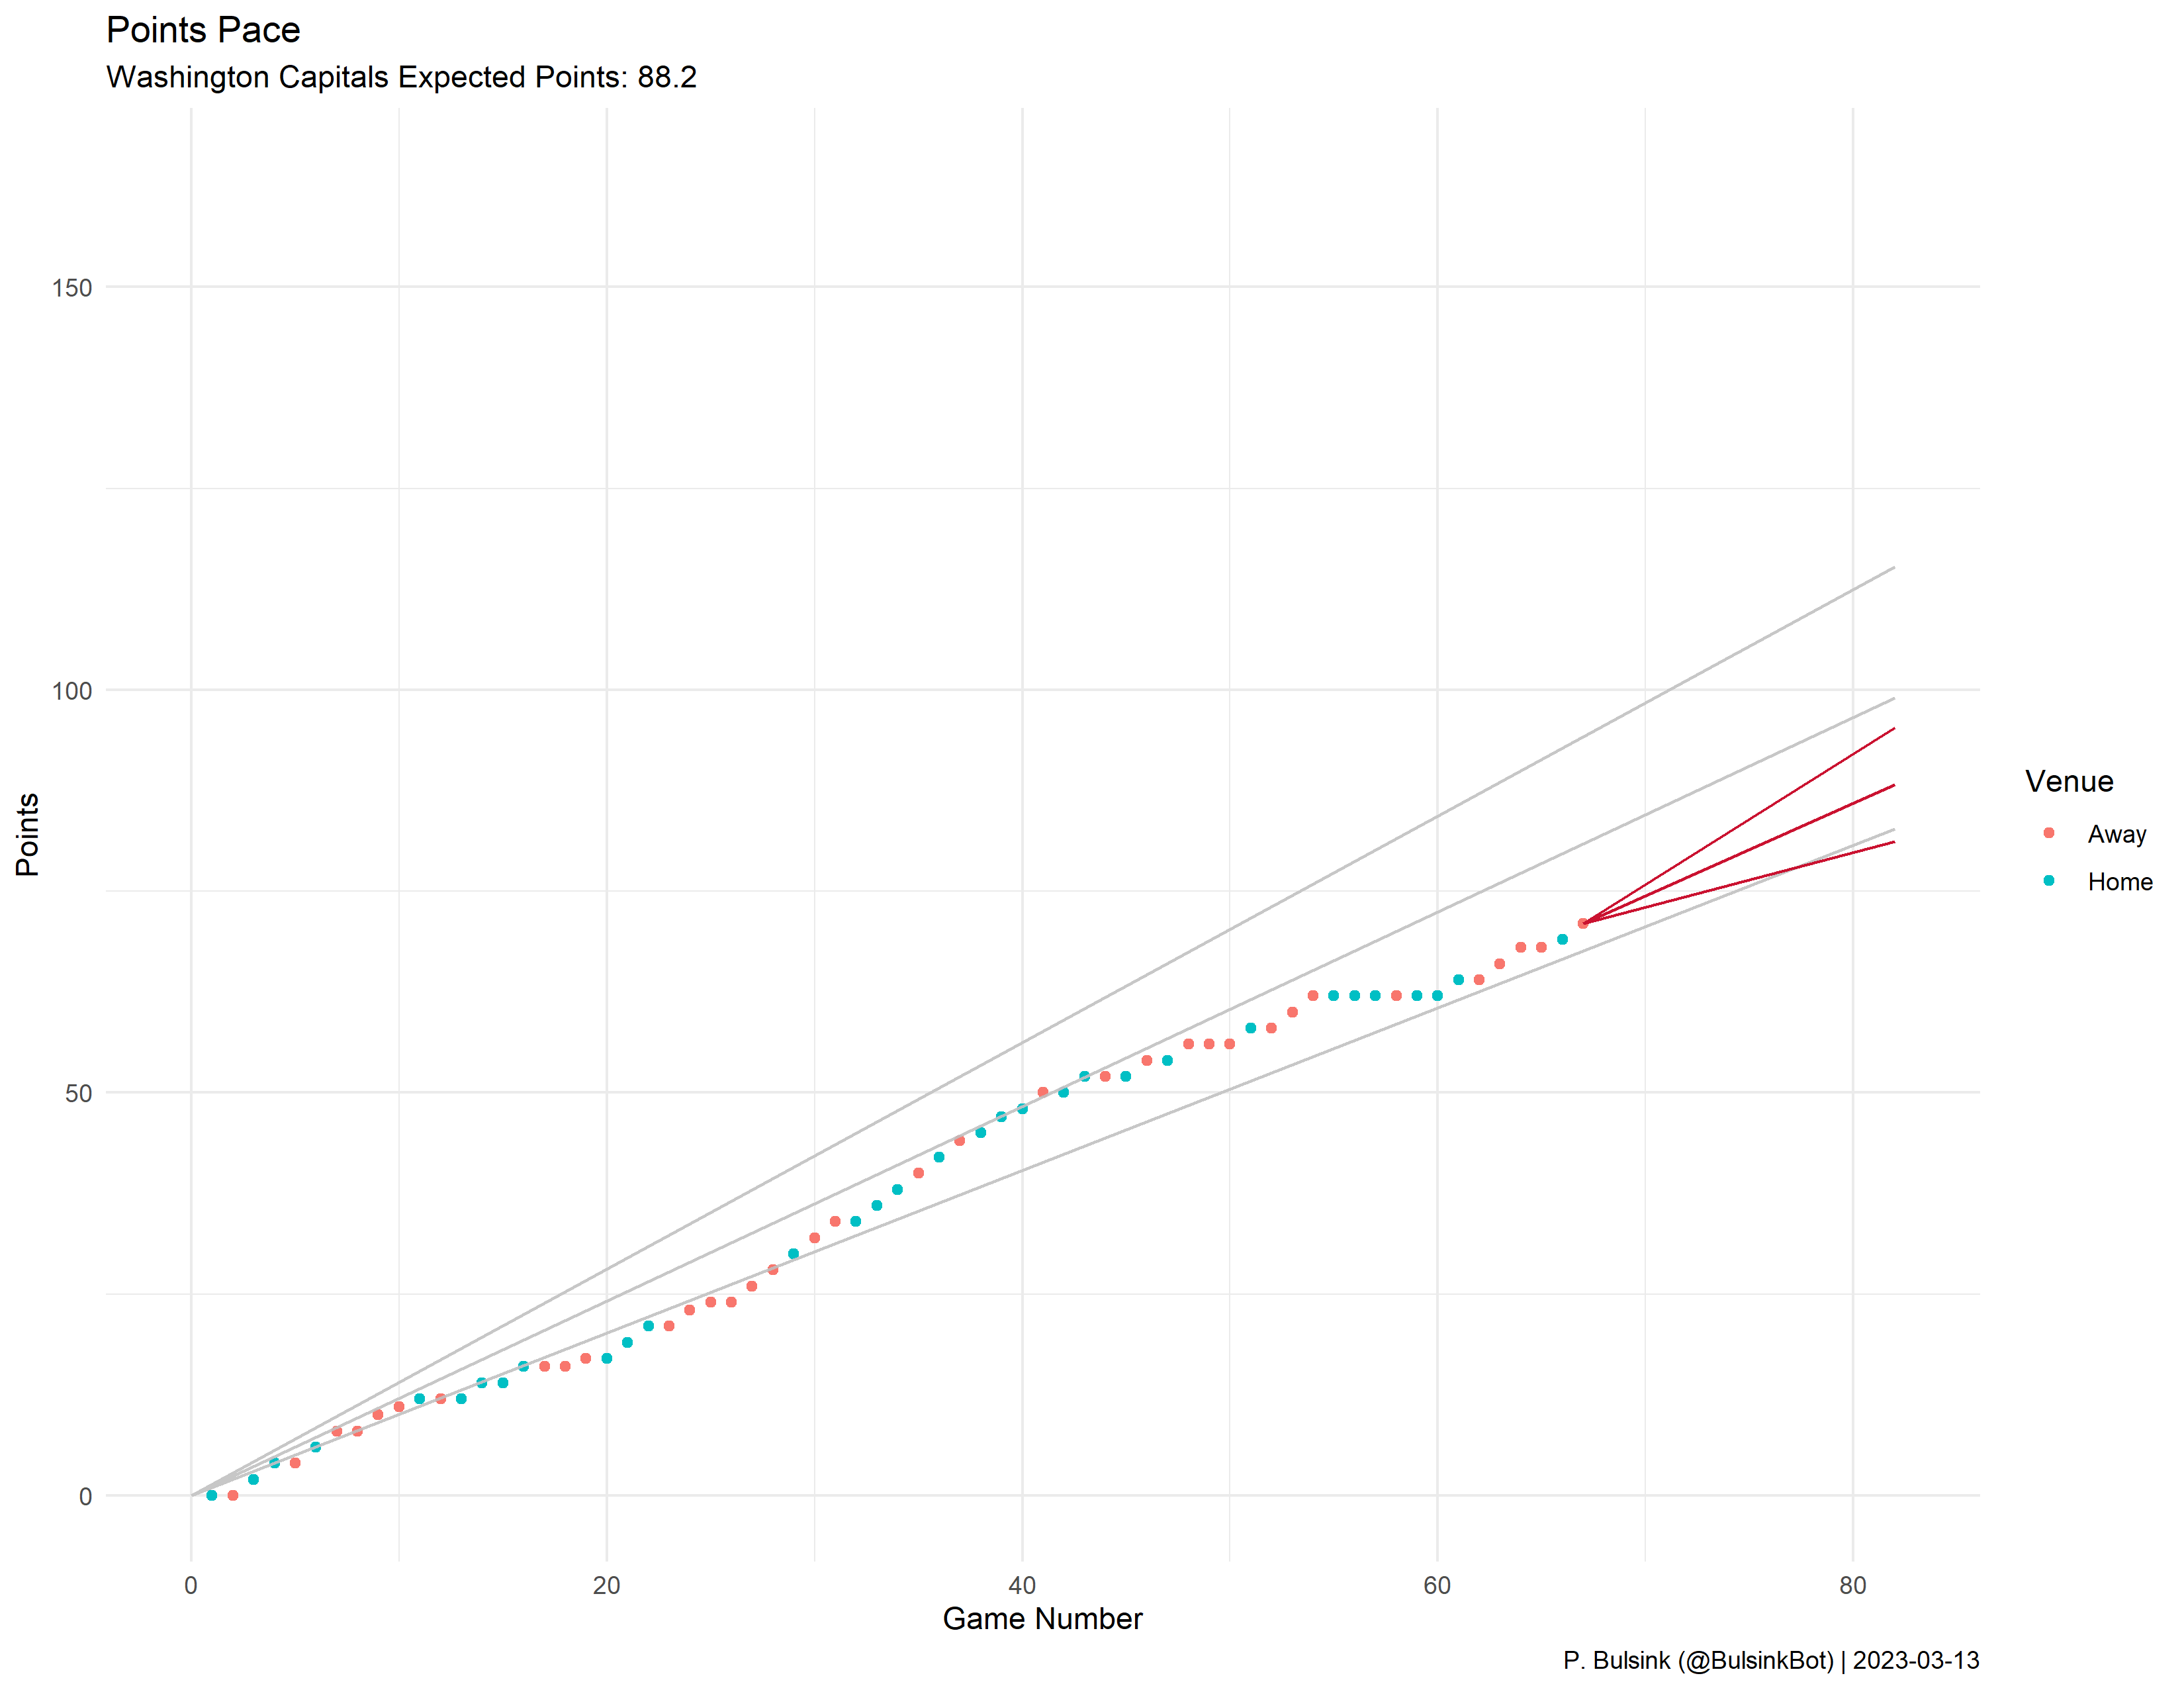 Points Pace
Washington Capitals Expected Points: 88.2
150
100
50
0
Points
0 20 40 60 80
Game Number
Venue
Away
Home
P. Bulsink (@BulsinkBot) | 2023-03-13